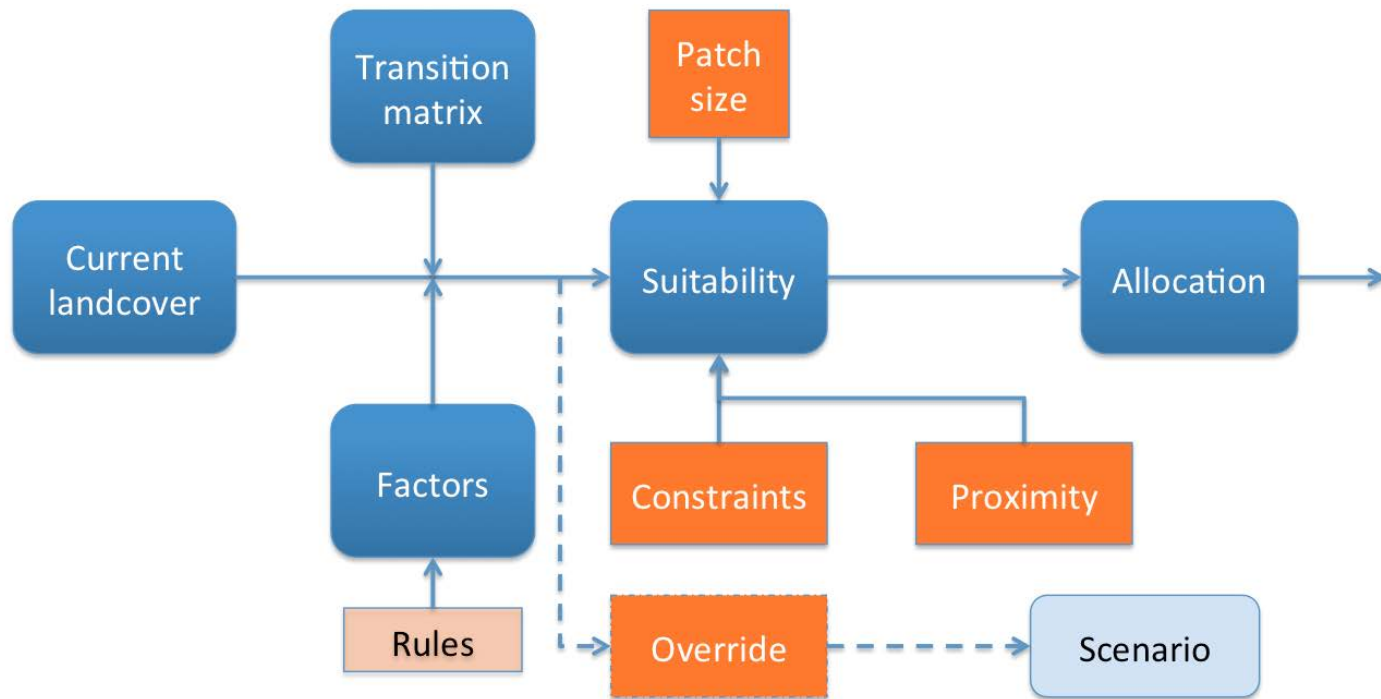 Transition
matrix
Patch
size
Current
landcover
Suitability
Allocation
Factors
Constraints
Proximity
Rules
Override
Scenario